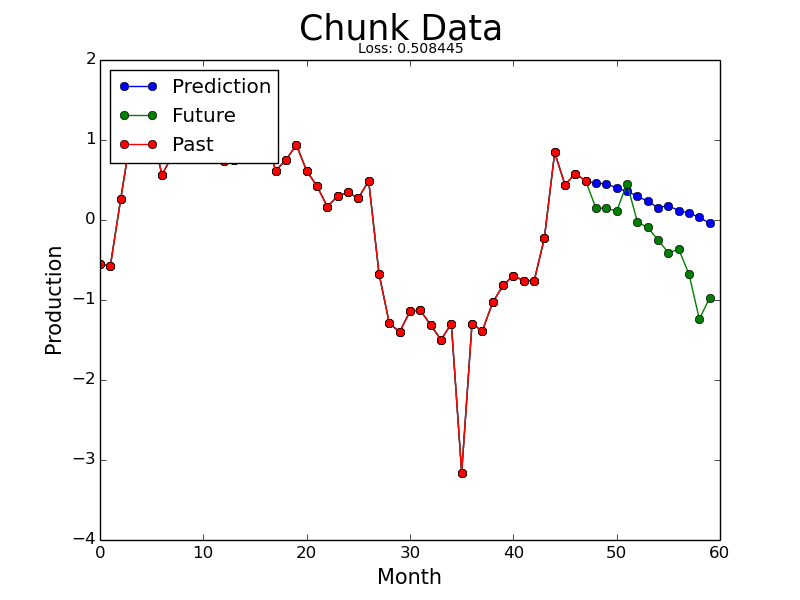 Chunk Data
Loss: 0.508445
Prediction
Future
Past
2
1
0
−1
−2
−3
−4
Production
0 10 20 30 40 50 60
Month